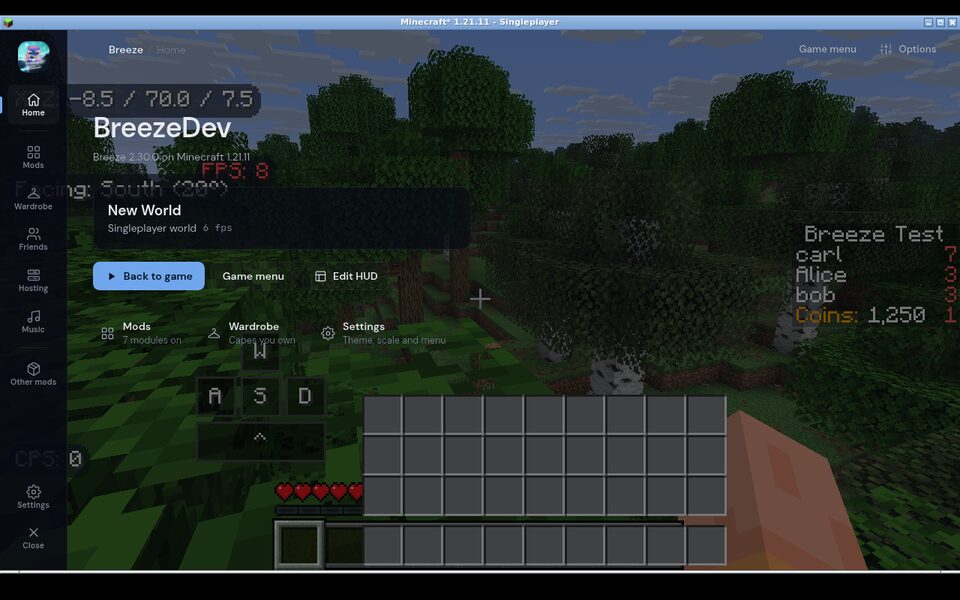 Minecraft* 1.21.11 - Singleplayer
Breeze / Home
Game menu
Options
Home
-8.5 / 70.0 / 7.5
BreezeDev
Breeze 2.30.0 on Minecraft 1.21.11
Mods
FPS: 8
Facing: South (20°)
Wardrobe
New World
Singleplayer world 6 fps
Friends
Breeze Test
carl 7
Alice 3
bob 3
Coins: 1,250 1
Back to game
Game menu
Edit HUD
Hosting
Music
Mods
7 modules on
Wardrobe
Capes you own
Settings
Theme, scale and menu
W
Other mods
A S D
^
CPS: 0
Settings
Close